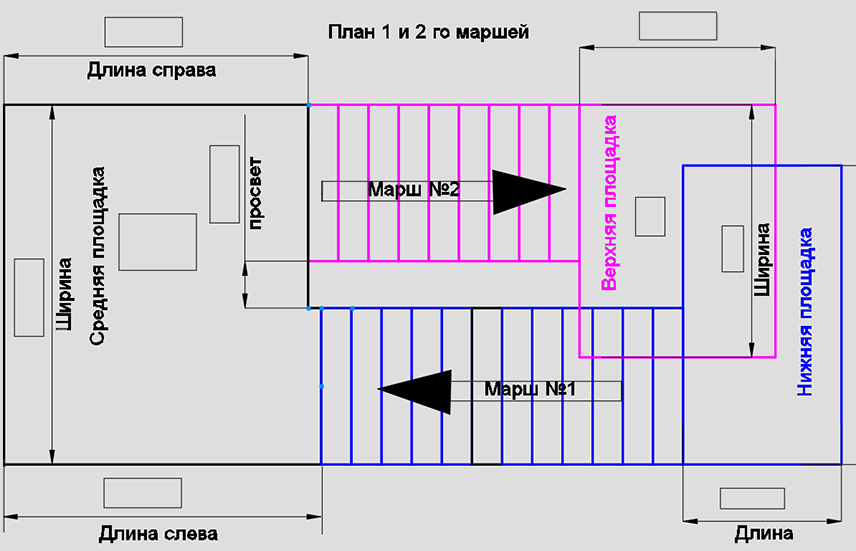 План 1 и 2 го маршей
Длина справа
Средняя площадка
Ширина
просвет
Марш №2
Верхняя площадка
Ширина
Нижняя площадка
Марш №1
Длина слева
Длина